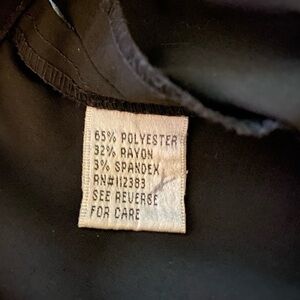 65% POLYESTER
32% RAYON
3% SPANDEX
RN#112383
SEE REVERSE
FOR CARE